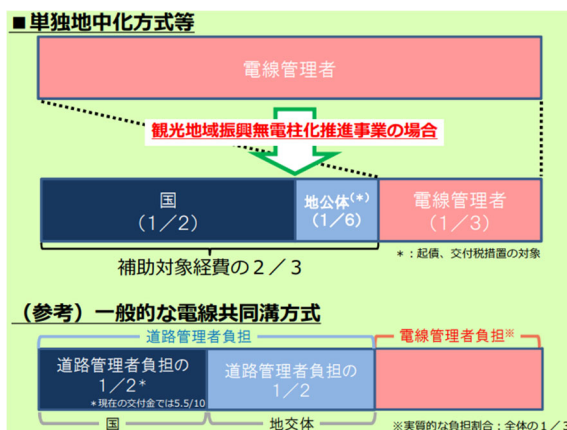 ■単独地中化方式等
電線管理者
観光地域振興無電柱化推進事業の場合
国
(1/2)
地公体(*)
(1/6)
電線管理者
(1/3)
*:起債、交付税措置の対象
補助対象経費の2/3
(参考)一般的な電線共同溝方式
道路管理者負担
電線管理者負担※
道路管理者負担の
1/2*
*現在の交付金では5.5/10
道路管理者負担の
1/2
国
地交体
※実質的な負担割合:全体の1/3